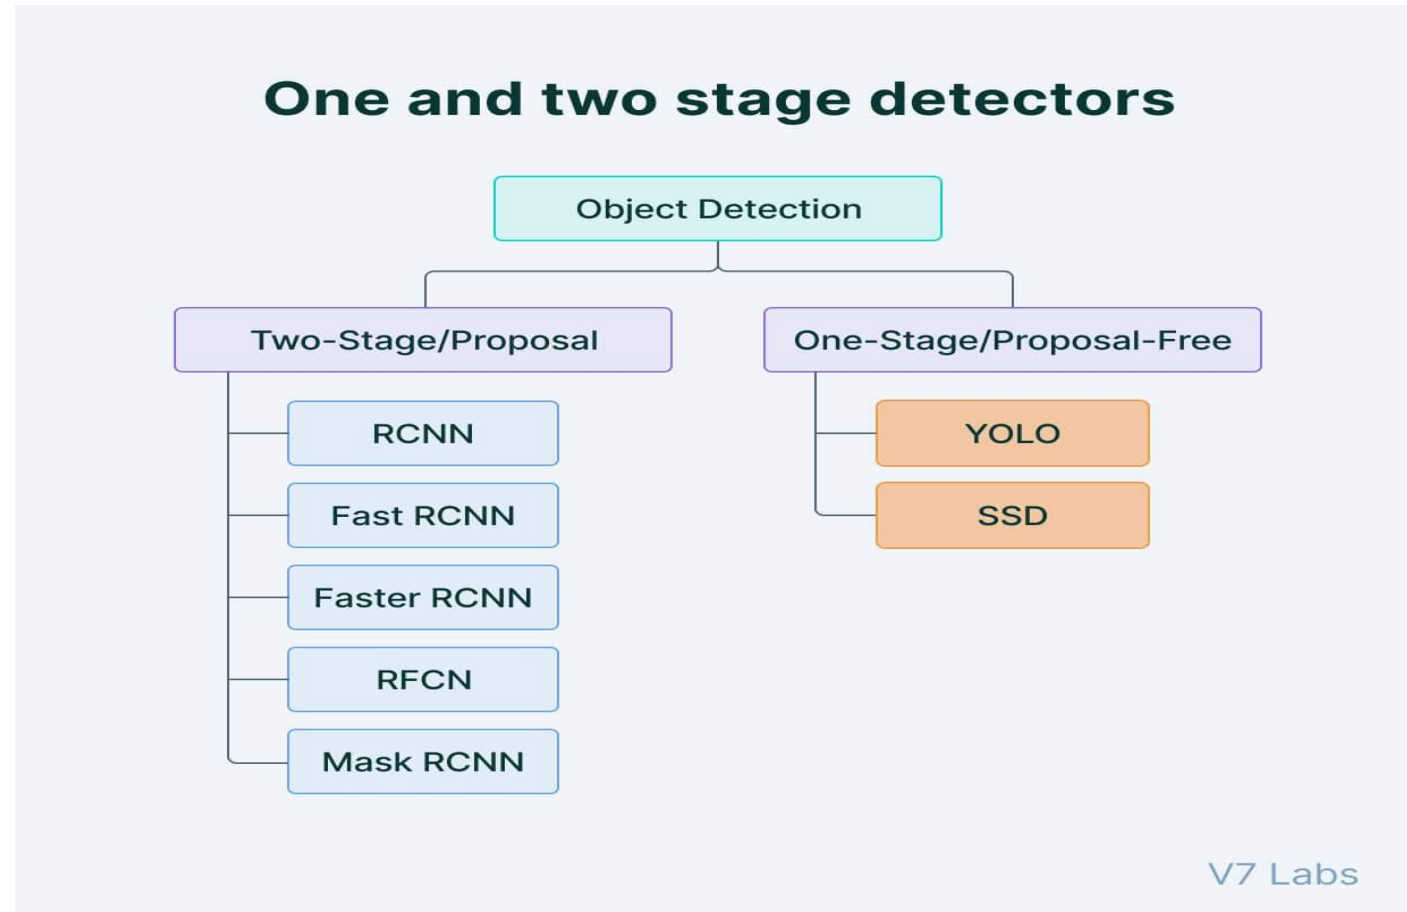 One and two stage detectors
Object Detection
Two-Stage/Proposal
RCNN
Fast RCNN
Faster RCNN
RFCN
Mask RCNN
One-Stage/Proposal-Free
YOLO
SSD
V7 Labs